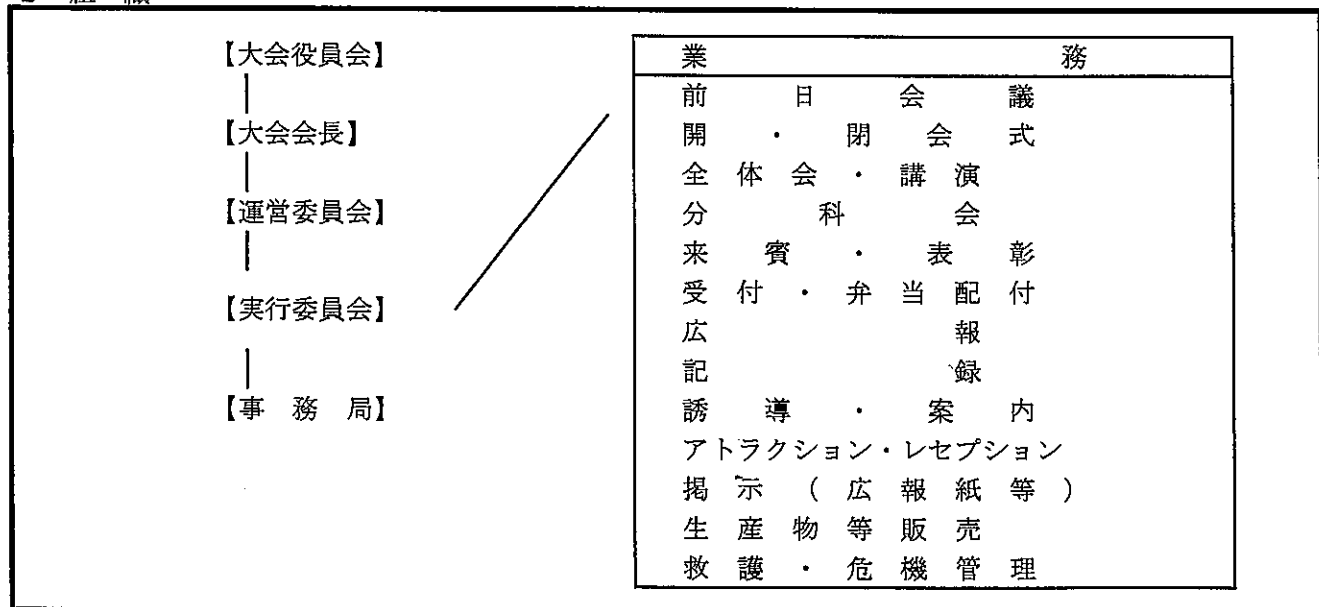 【大会役員会】
【大会会長】
【運営委員会】
【実行委員会】
【事務局】
業務
前日会議
開・閉会式
全体会・講演
分科会
来賓・表彰
受付・弁当配付
広報
記録
誘導・案内
アトラクション・レセプション
掲示(広報紙等)
生産物等販売
救護・危機管理